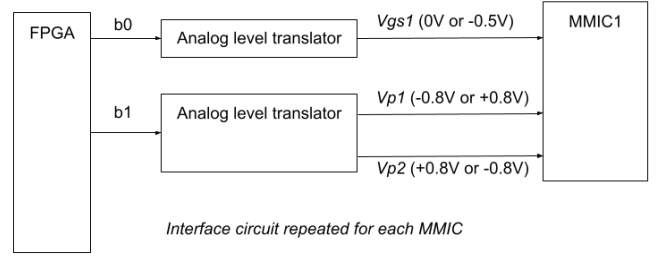 FPGA
b0
Analog level translator
Vgs1 (0V or -0.5V)
MMIC1
b1
Analog level translator
Vp1 (-0.8V or +0.8V)
Vp2 (+0.8V or -0.8V)
Interface circuit repeated for each MMIC